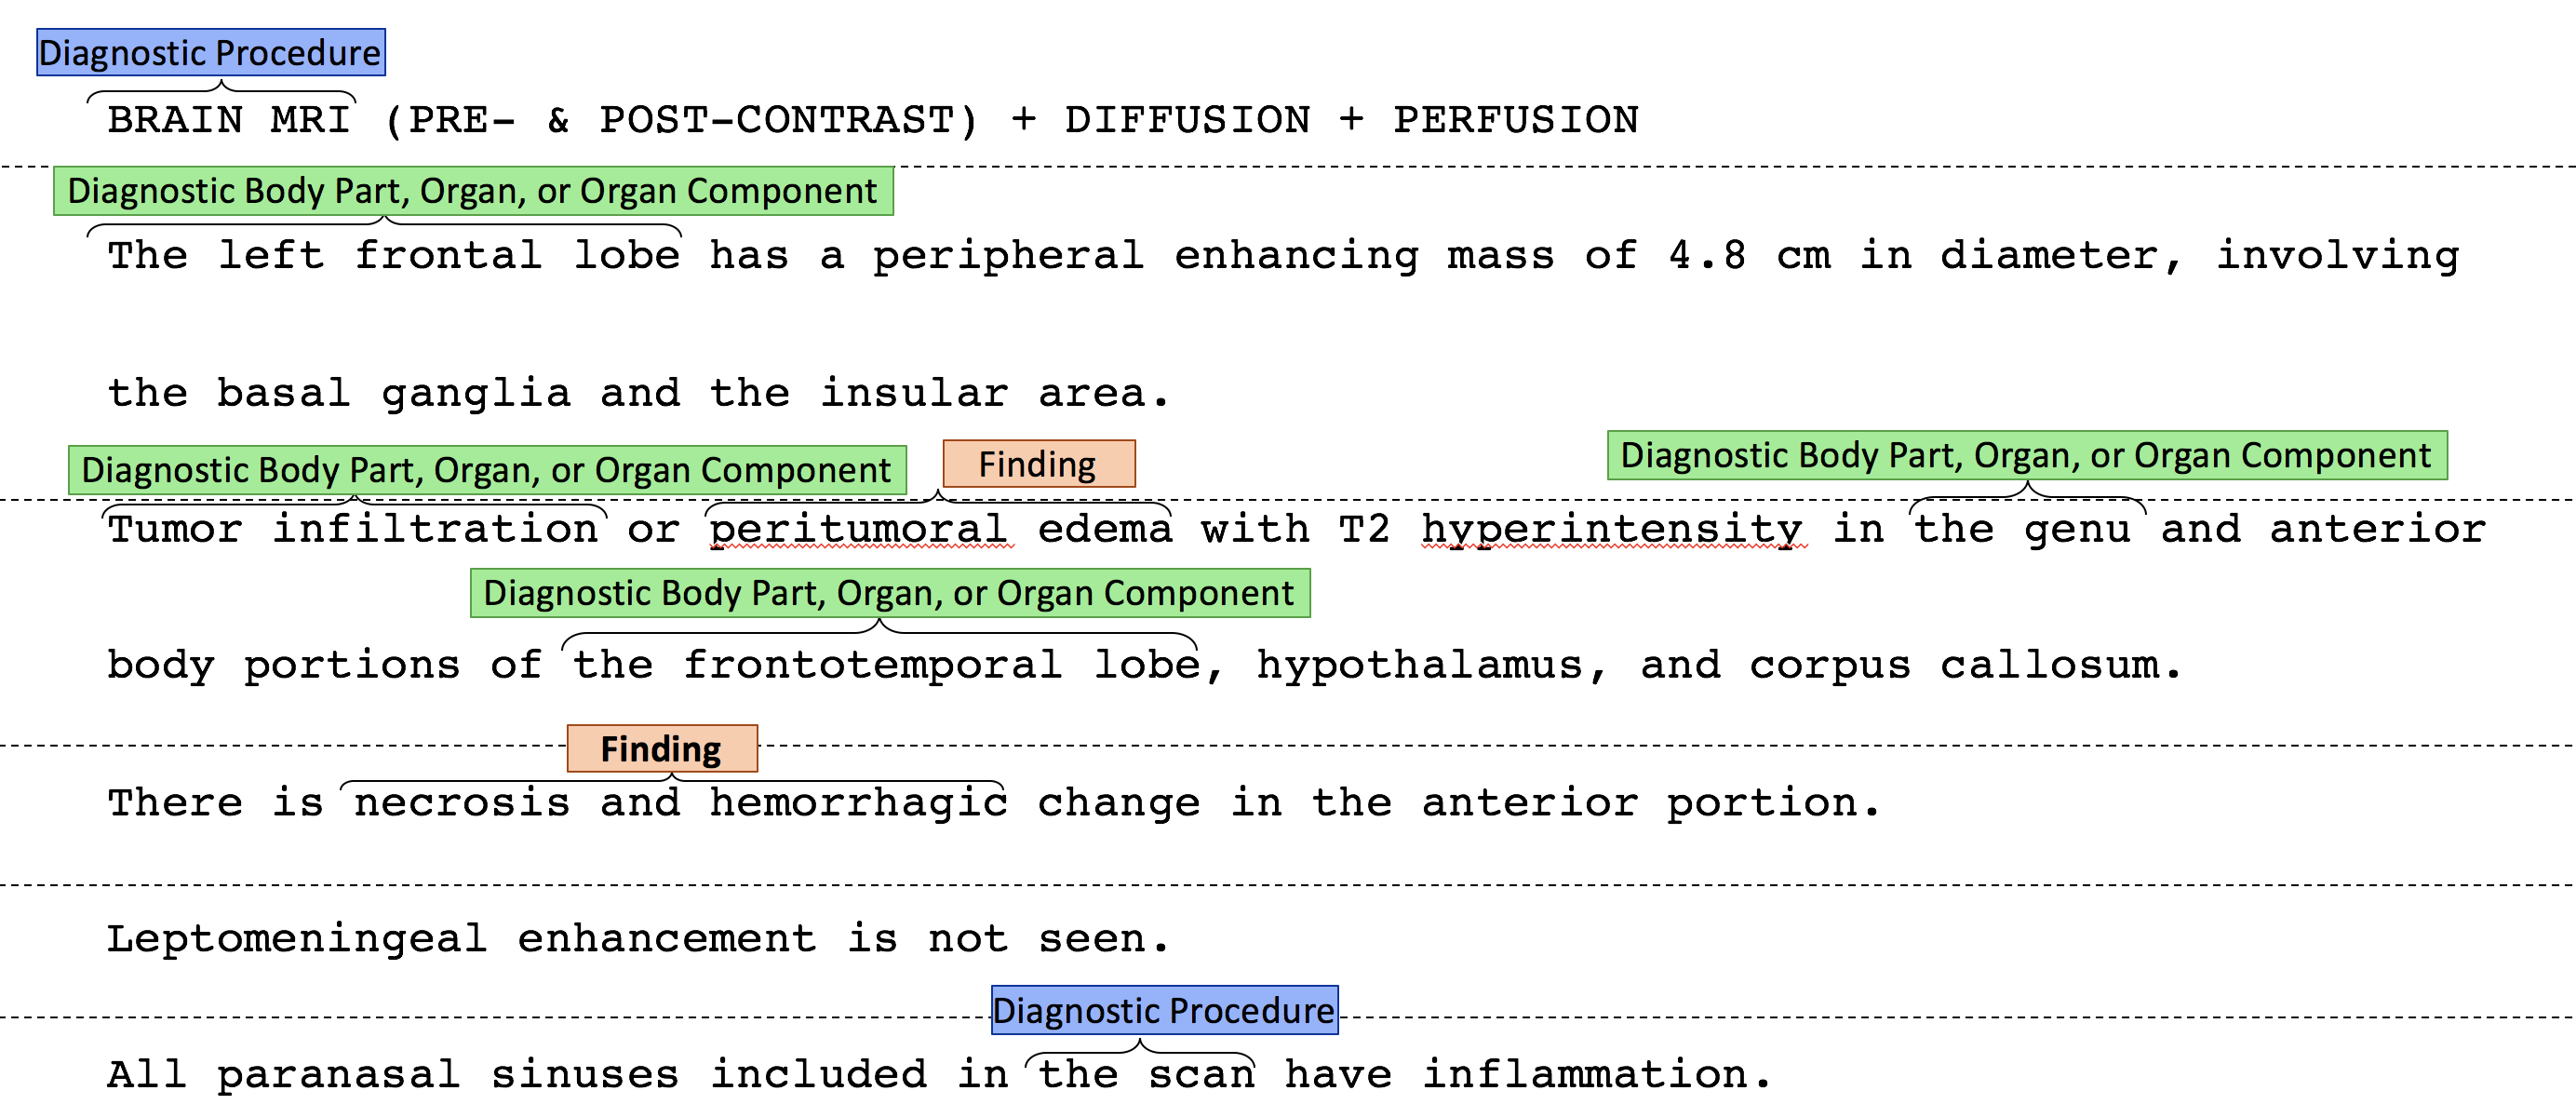 Diagnostic Procedure
BRAIN MRI (PRE- & POST-CONTRAST) + DIFFUSION + PERFUSION
Diagnostic Body Part, Organ, or Organ Component
The left frontal lobe has a peripheral enhancing mass of 4.8 cm in diameter, involving
the basal ganglia and the insular area.
Diagnostic Body Part, Organ, or Organ Component Finding Diagnostic Body Part, Organ, or Organ Component
Tumor infiltration or peritumoral edema with T2 hyperintensity in the genu and anterior
Diagnostic Body Part, Organ, or Organ Component
body portions of the frontotemporal lobe, hypothalamus, and corpus callosum.
Finding
There is necrosis and hemorrhagic change in the anterior portion.
Leptomeningeal enhancement is not seen.
Diagnostic Procedure
All paranasal sinuses included in the scan have inflammation.